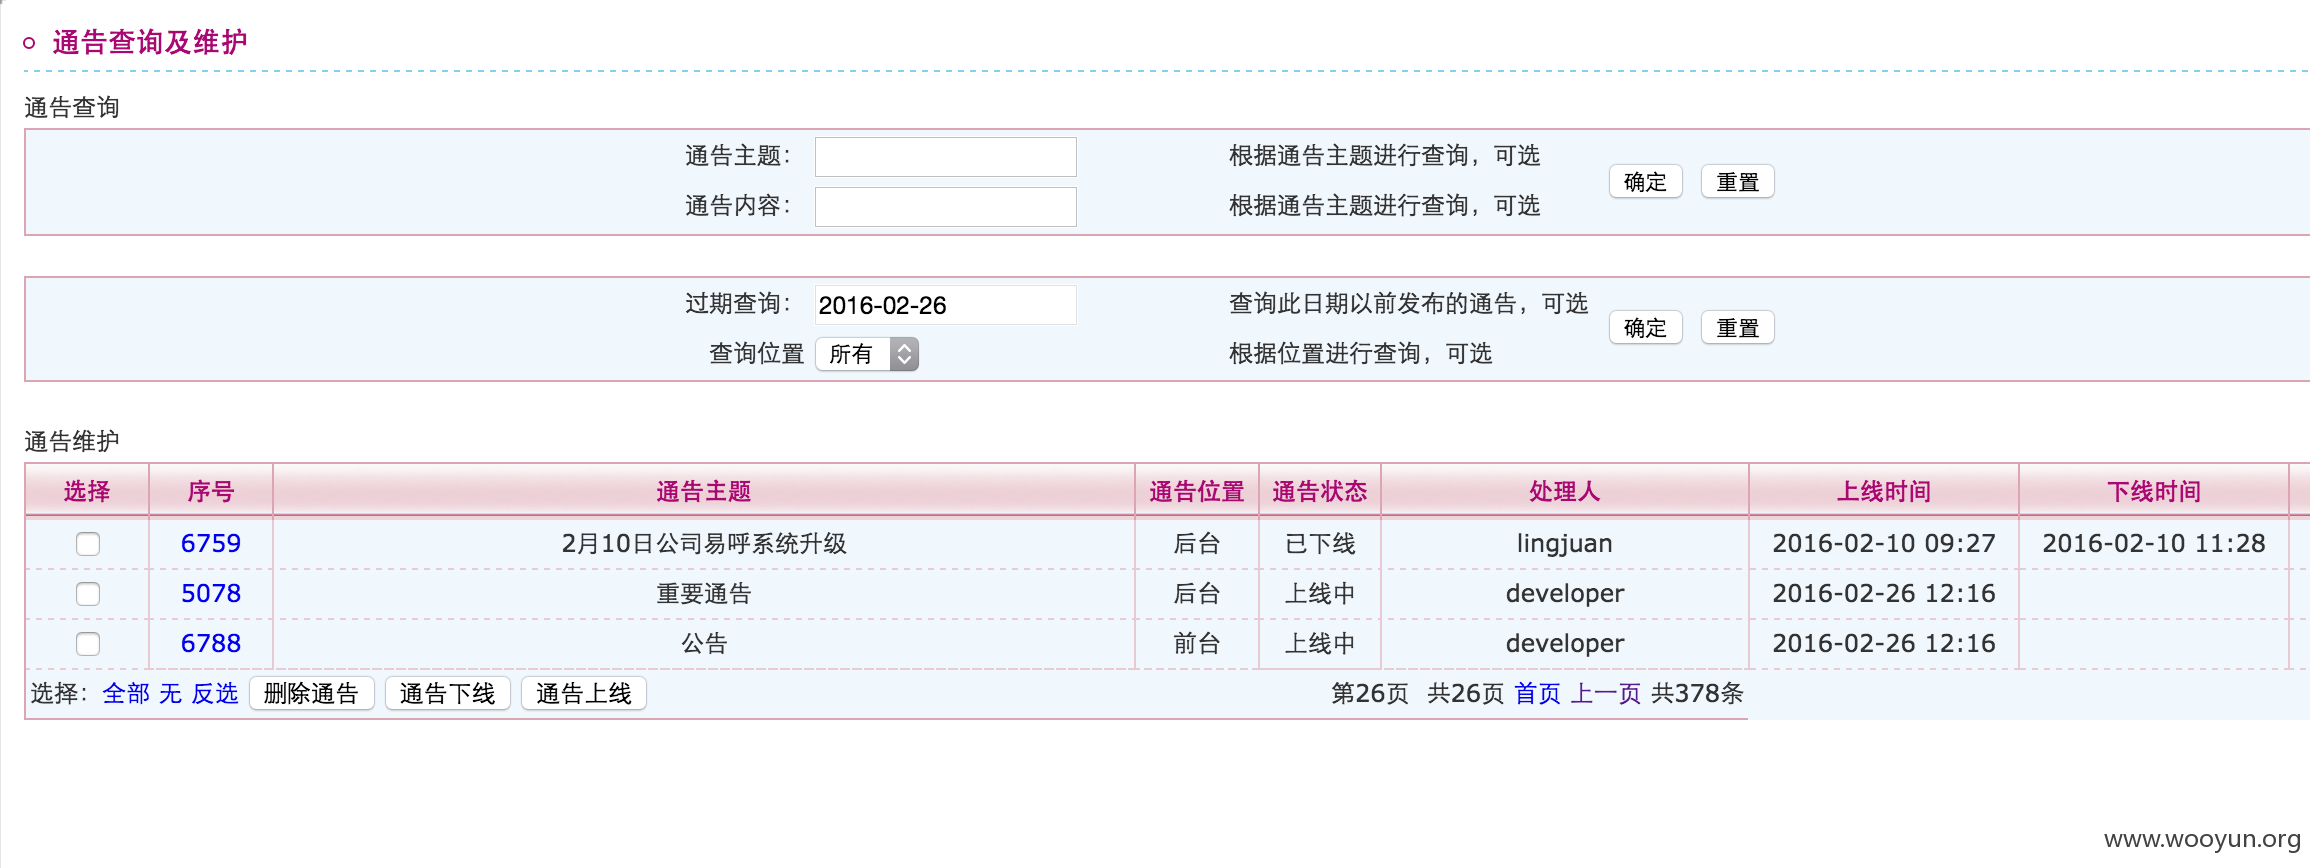 通告查询及维护
通告查询
通告主题： 根据通告主题进行查询，可选 确定 重置
通告内容： 根据通告主题进行查询，可选
过期查询： 2016-02-26 查询此日期以前发布的通告，可选 确定 重置
查询位置 所有 根据位置进行查询，可选
通告维护
选择 序号 通告主题 通告位置 通告状态 处理人 上线时间 下线时间
6759 2月10日公司易呼系统升级 后台 已下线 lingjuan 2016-02-10 09:27 2016-02-10 11:28
5078 重要通告 后台 上线中 developer 2016-02-26 12:16
6788 公告 前台 上线中 developer 2016-02-26 12:16
选择： 全部 无 反选 删除通告 通告下线 通告上线 第26页 共26页 首页 上一页 共378条
www.wooyun.org